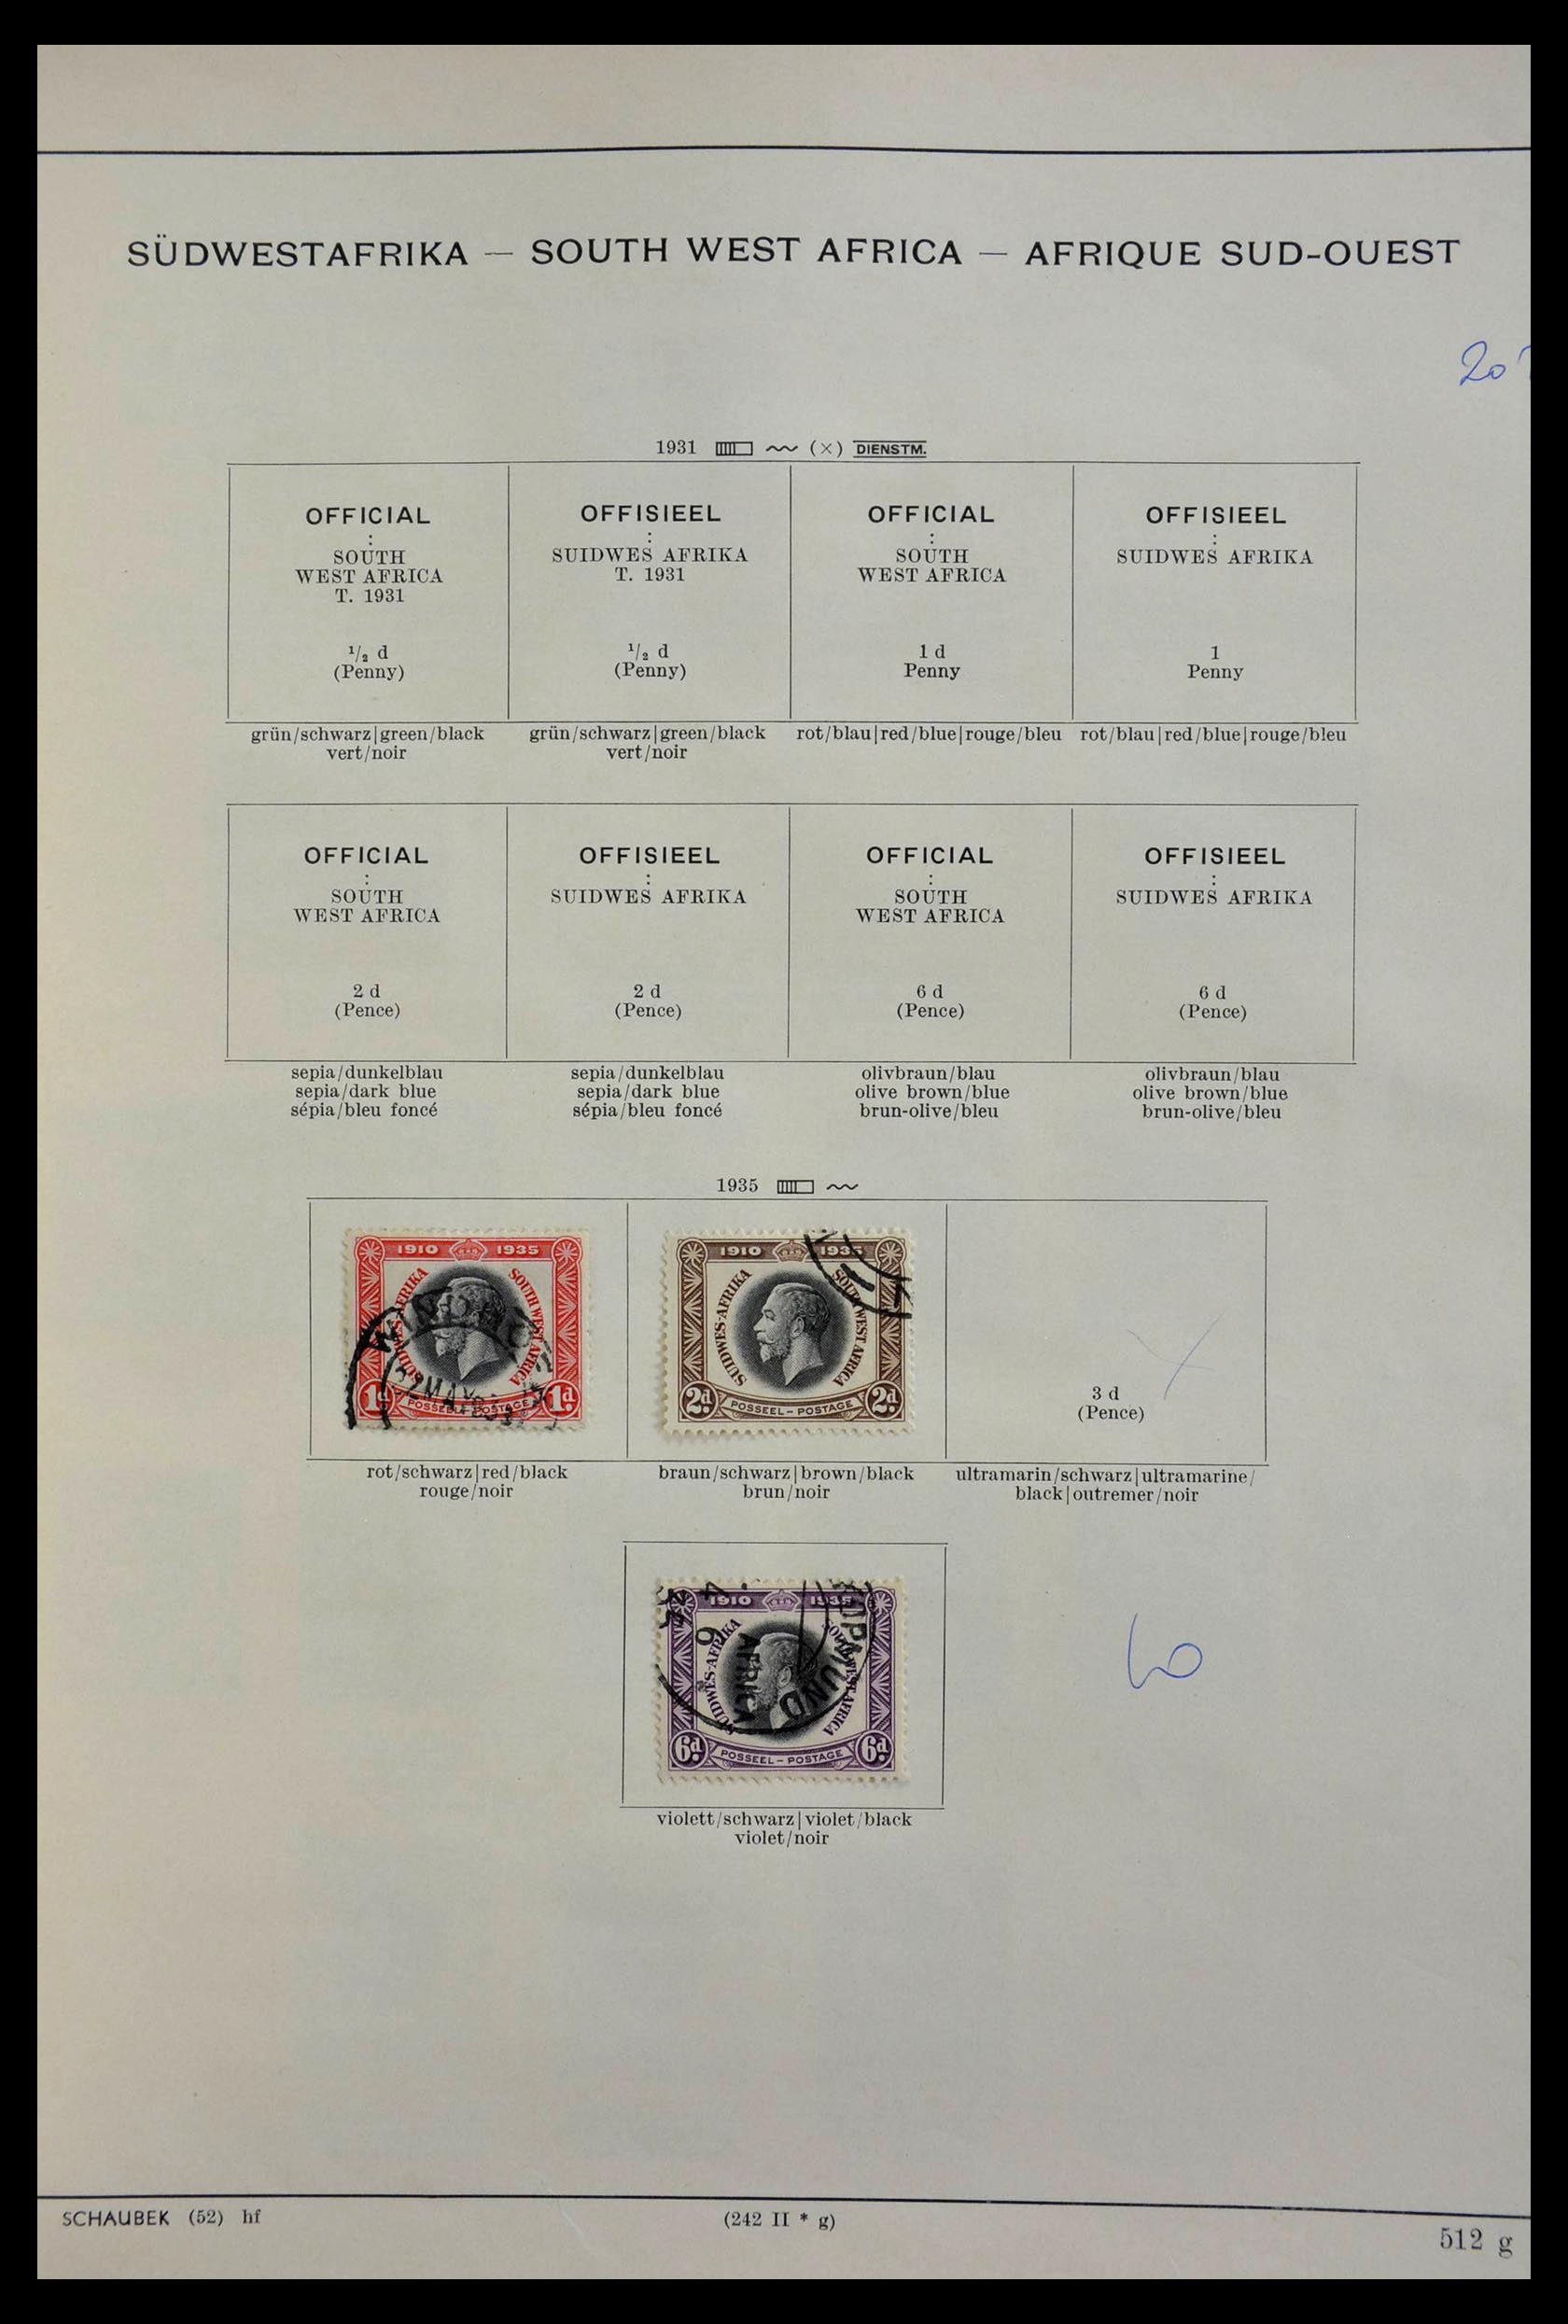 SÜDWESTAFRIKA — SOUTH WEST AFRICA — AFRIQUE SUD-OUEST
20
1931 (×) DIENSTM.
OFFICIAL
:
SOUTH
WEST AFRICA
T. 1931
½ d
(Penny)
grün/schwarz|green/black
vert/noir
OFFISIEEL
:
SUIDWES AFRIKA
T. 1931
½ d
(Penny)
grün/schwarz|green/black
vert/noir
OFFICIAL
:
SOUTH
WEST AFRICA
1 d
Penny
rot/blau|red/blue|rouge/bleu
OFFISIEEL
:
SUIDWES AFRIKA
1
Penny
rot/blau|red/blue|rouge/bleu
OFFICIAL
:
SOUTH
WEST AFRICA
2 d
(Pence)
sepia/dunkelblau
sepia/dark blue
sépia/bleu foncé
OFFISIEEL
:
SUIDWES AFRIKA
2 d
(Pence)
sepia/dunkelblau
sepia/dark blue
sépia/bleu foncé
OFFICIAL
:
SOUTH
WEST AFRICA
6 d
(Pence)
olivbraun/blau
olive brown/blue
brun-olive/bleu
OFFISIEEL
:
SUIDWES AFRIKA
6 d
(Pence)
olivbraun/blau
olive brown/blue
brun-olive/bleu
1935
1910 1935
SUIDWES-AFRIKA
SOUTH WEST AFRICA
1d 1d
POSSEEL-POSTAGE
rot/schwarz|red/black
rouge/noir
1910 1935
SUIDWES-AFRIKA
SOUTH WEST AFRICA
2d 2d
POSSEEL-POSTAGE
braun/schwarz|brown/black
brun/noir
3 d
(Pence)
ultramarin/schwarz|ultramarine/
black|outremer/noir
1910 1935
SUIDWES-AFRIKA
SOUTH WEST AFRICA
4 6
AFRICA
6d 6d
POSSEEL-POSTAGE
violett/schwarz|violet/black
violet/noir
SCHAUBEK (52) hf
(242 II * g)
512 g